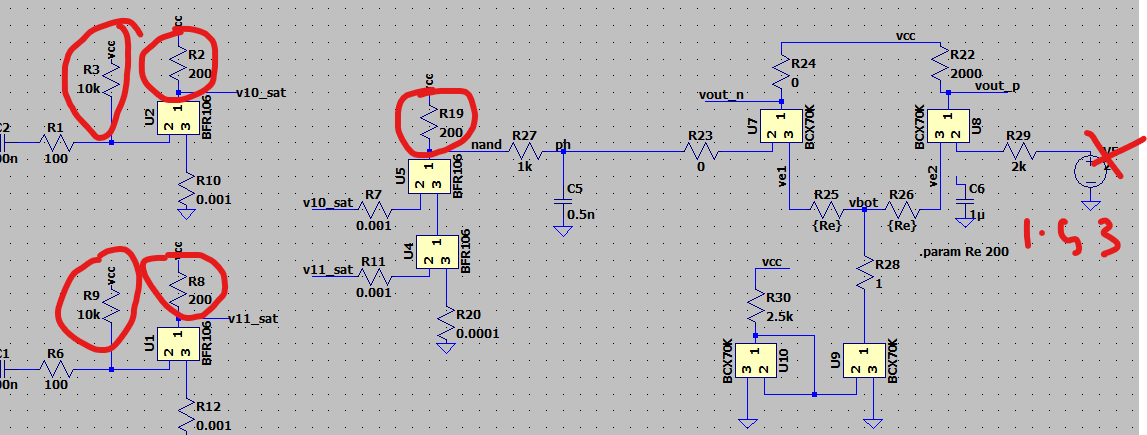 vcc
vcc
R3
10k
R2
200
v10_sat
U2
1
2
3
BFR106
C2
00n
R1
100
R10
0.001
vcc
vcc
R9
10k
R8
200
v11_sat
U1
1
2
3
BFR106
C1
00n
R6
100
R12
0.001
vcc
R19
200
nand
R27
1k
ph
U5
1
2
3
BFR106
v10_sat
R7
0.001
U4
1
2
3
BFR106
v11_sat
R11
0.001
R20
0.0001
C5
0.5n
R23
0
vcc
R24
0
vout_n
U7
1
2
3
BCX70K
R22
2000
vout_p
BCX70K
1
3
2
U8
R29
2k
ve1
ve2
R25
{Re}
vbot
R26
{Re}
C6
1µ
1.53
.param Re 200
vcc
R30
2.5k
R28
1
BCX70K
1
3
2
U10
U9
1
2
3
BCX70K